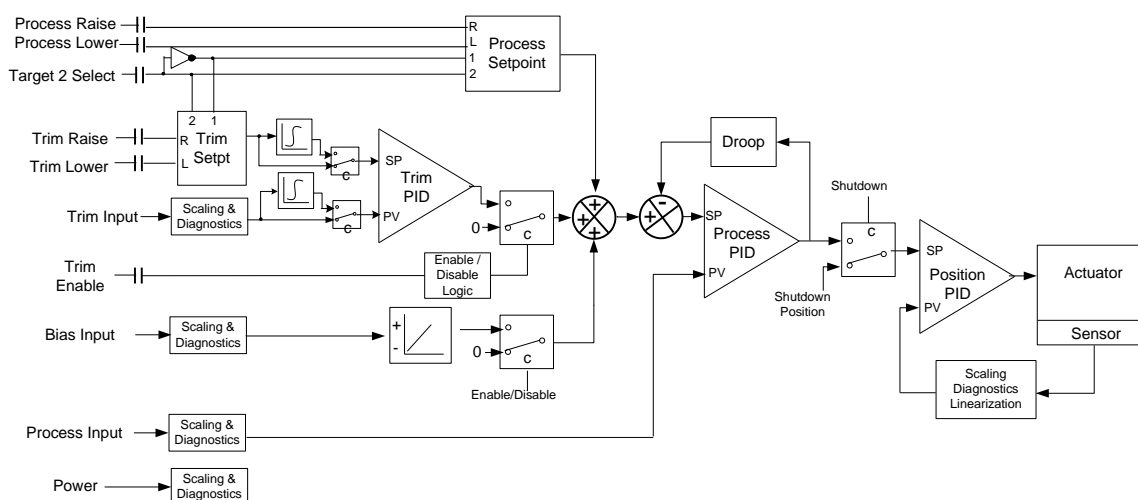 Process Raise
Process Lower
Target 2 Select
R
L
1
2
Process
Setpoint
2 1
Trim Raise
Trim Lower
R
L
Trim
Setpt
C
SP
Trim
PID
PV
Trim Input
Scaling &
Diagnostics
C
0
C
Trim
Enable
Enable /
Disable
Logic
+
+
+
+
-
Droop
SP
Process
PID
PV
Shutdown
C
Shutdown
Position
SP
Position
PID
PV
Actuator
Sensor
Scaling
Diagnostics
Linearization
Bias Input
Scaling &
Diagnostics
+
-
0
C
Enable/Disable
Process Input
Scaling &
Diagnostics
Power
Scaling &
Diagnostics